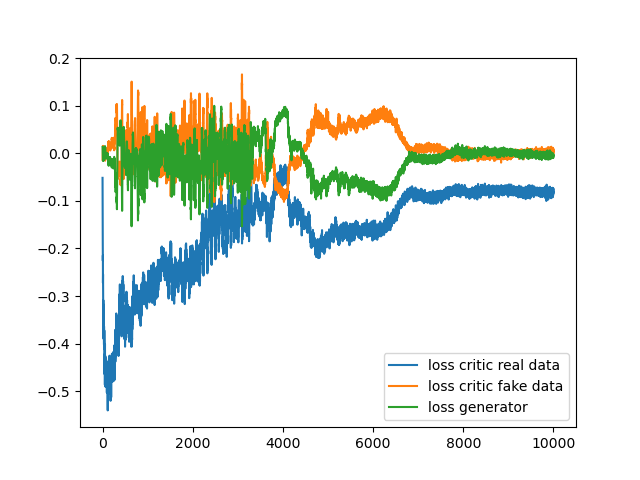 0.2
0.1
0.0
−0.1
−0.2
−0.3
−0.4
−0.5
0 2000 4000 6000 8000 10000
loss critic real data
loss critic fake data
loss generator